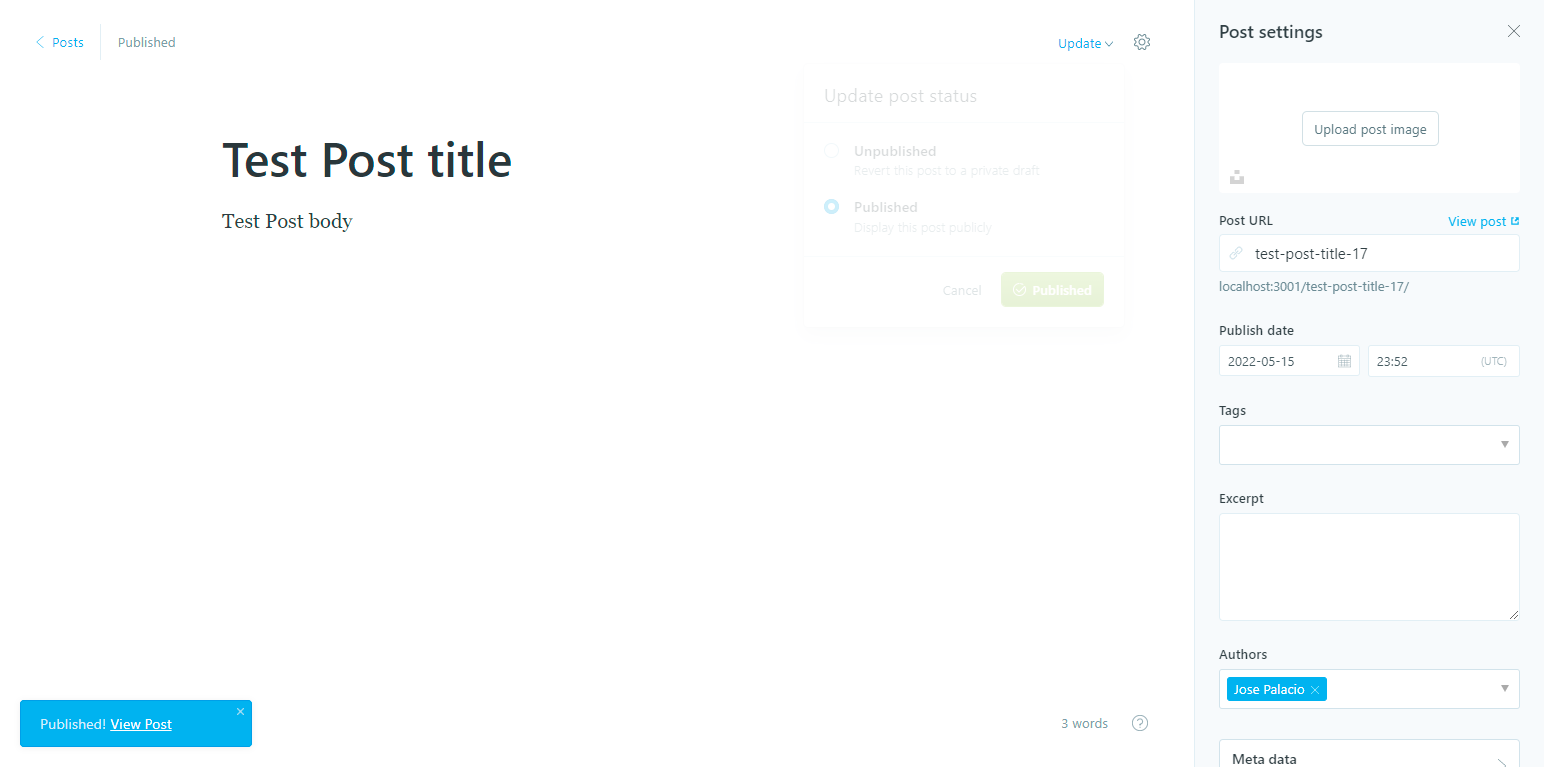 Posts
Published
Update
Update post status
Unpublished
Revert this post to a private draft
Published
Display this post publicly
Cancel
Published
Test Post title
Test Post body
Published! View Post
3 words
Post settings
Upload post image
Post URL
View post
test-post-title-17
localhost:3001/test-post-title-17/
Publish date
2022-05-15
23:52
(UTC)
Tags
Excerpt
Authors
Jose Palacio
Meta data